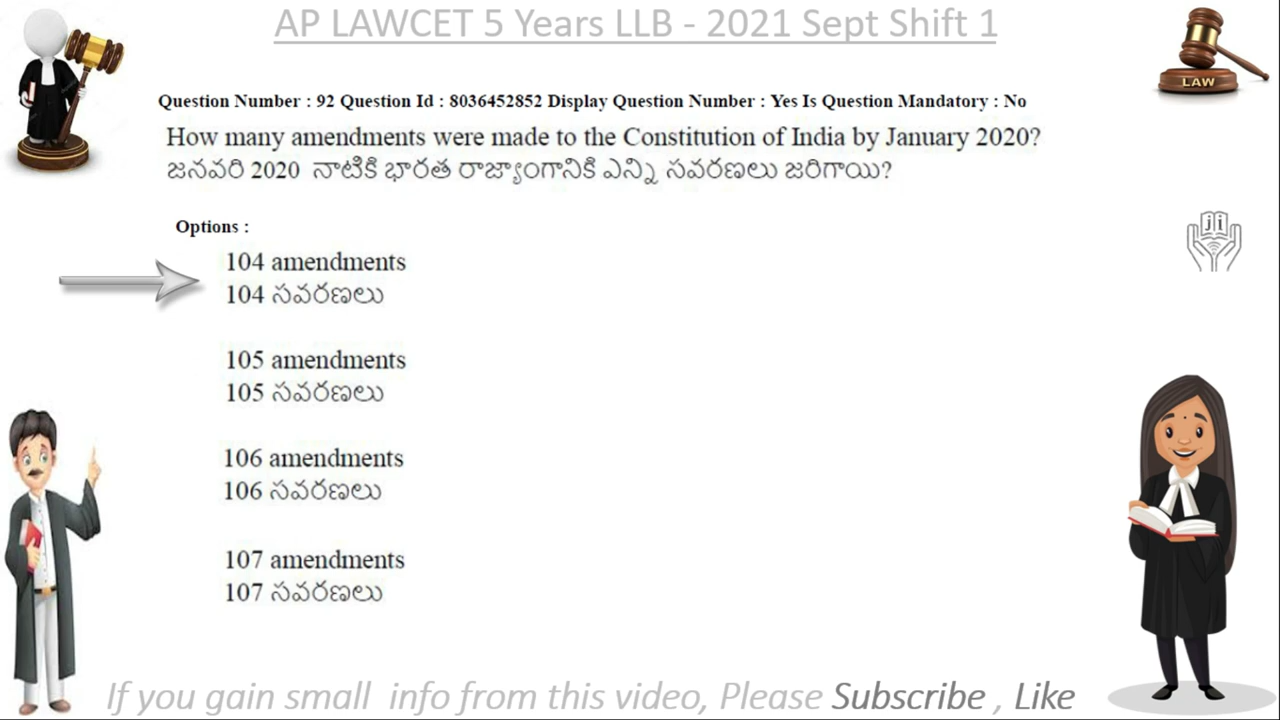 AP LAWCET 5 Years LLB - 2021 Sept Shift 1
LAW
Question Number : 92 Question Id : 8036452852 Display Question Number : Yes Is Question Mandatory : No
How many amendments were made to the Constitution of India by January 2020?
జనవరి 2020 నాటికి భారత రాజ్యాంగానికి ఎన్ని సవరణలు జరిగాయి?
ji
Options :
104 amendments
104 సవరణలు
105 amendments
105 సవరణలు
106 amendments
106 సవరణలు
107 amendments
107 సవరణలు
If you gain small info from this video, Please Subscribe , Like